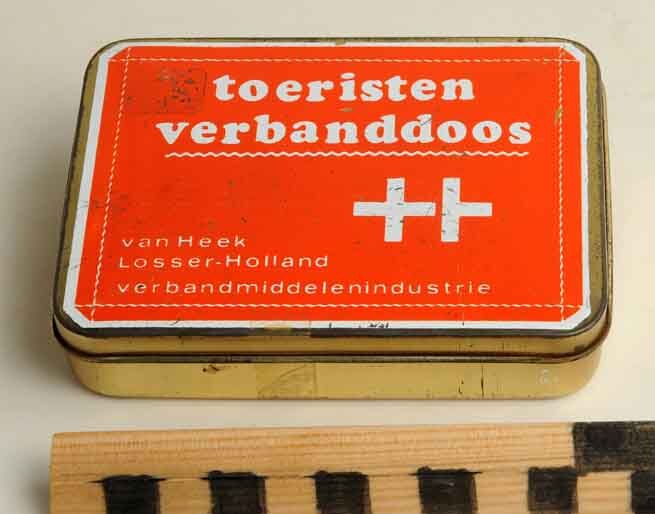 toeristen
verbanddoos
van Heek
Losser-Holland
verbandmiddelenindustrie